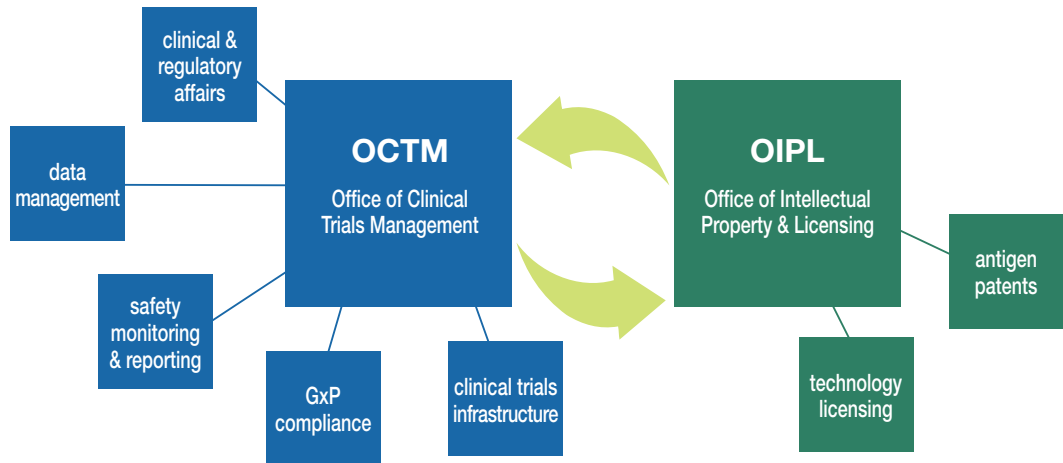 clinical &
regulatory
affairs
data
management
safety
monitoring
& reporting
GxP
compliance
clinical trials
infrastructure
OCTM
Office of Clinical
Trials Management
OIPL
Office of Intellectual
Property & Licensing
antigen
patents
technology
licensing